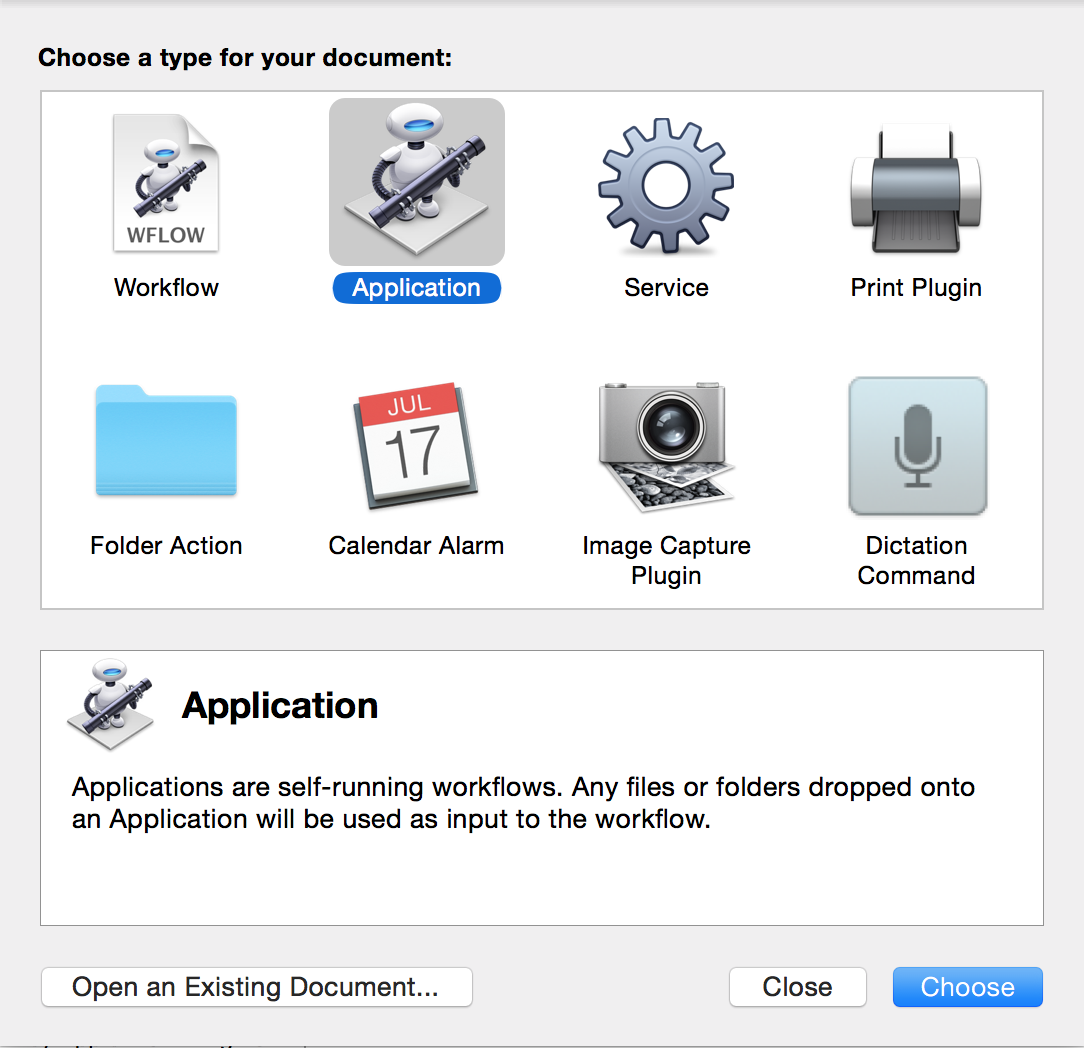 Choose a type for your document:
WFLOW
Workflow
Application
Service
Print Plugin
Folder Action
JUL
17
Calendar Alarm
Image Capture
Plugin
Dictation
Command
Application
Applications are self-running workflows. Any files or folders dropped onto
an Application will be used as input to the workflow.
Open an Existing Document...
Close
Choose